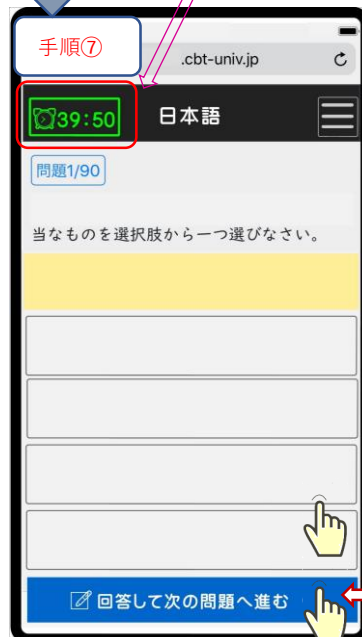 手順⑦
.cbt-univ.jp
39:50
日本語
問題1/90
当なものを選択肢から一つ選びなさい。
回答して次の問題へ進む